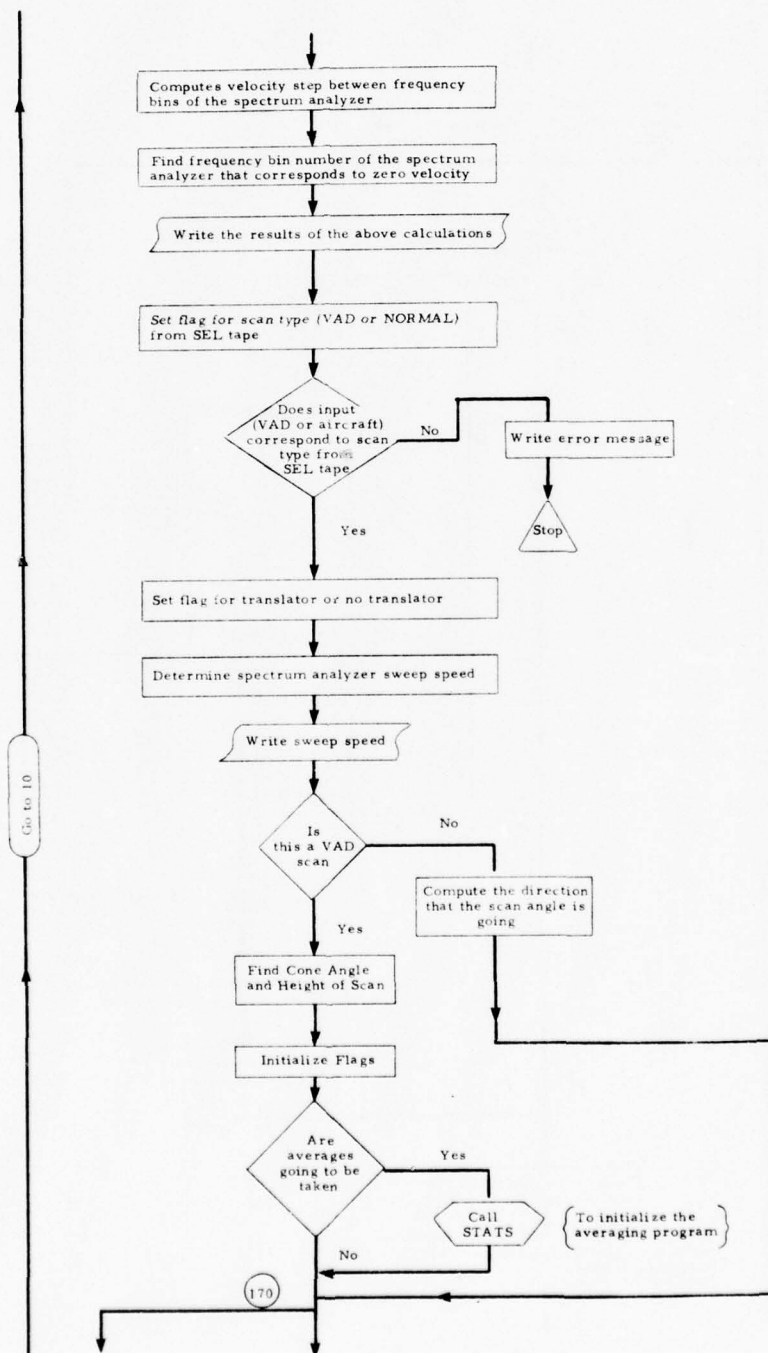 Computes velocity step between frequency
bins of the spectrum analyzer
Find frequency bin number of the spectrum
analyzer that corresponds to zero velocity
Write the results of the above calculations
Set flag for scan type (VAD or NORMAL)
from SEL tape
Does input
(VAD or aircraft)
correspond to scan
type from
SEL tape
No
Write error message
Stop
Yes
Set flag for translator or no translator
Determine spectrum analyzer sweep speed
Write sweep speed
Go to 10
Is
this a VAD
scan
No
Compute the direction
that the scan angle is
going
Yes
Find Cone Angle
and Height of Scan
Initialize Flags
Are
averages
going to be
taken
Yes
Call
STATS
To initialize the
averaging program
No
170